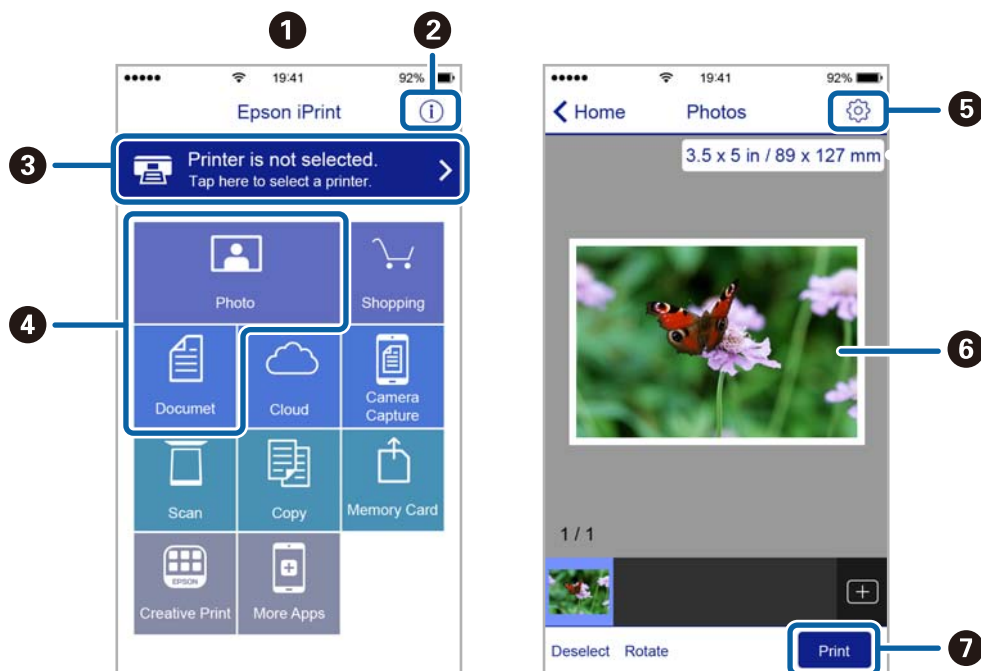 1
2
19:41
92%
Epson iPrint
i
3
Printer is not selected.
Tap here to select a printer.
4
Photo
Shopping
Documet
Cloud
Camera
Capture
Scan
Copy
Memory Card
EPSON
Creative Print
More Apps
19:41
92%
Home
Photos
5
3.5 x 5 in / 89 x 127 mm
6
1 / 1
Deselect
Rotate
Print
7